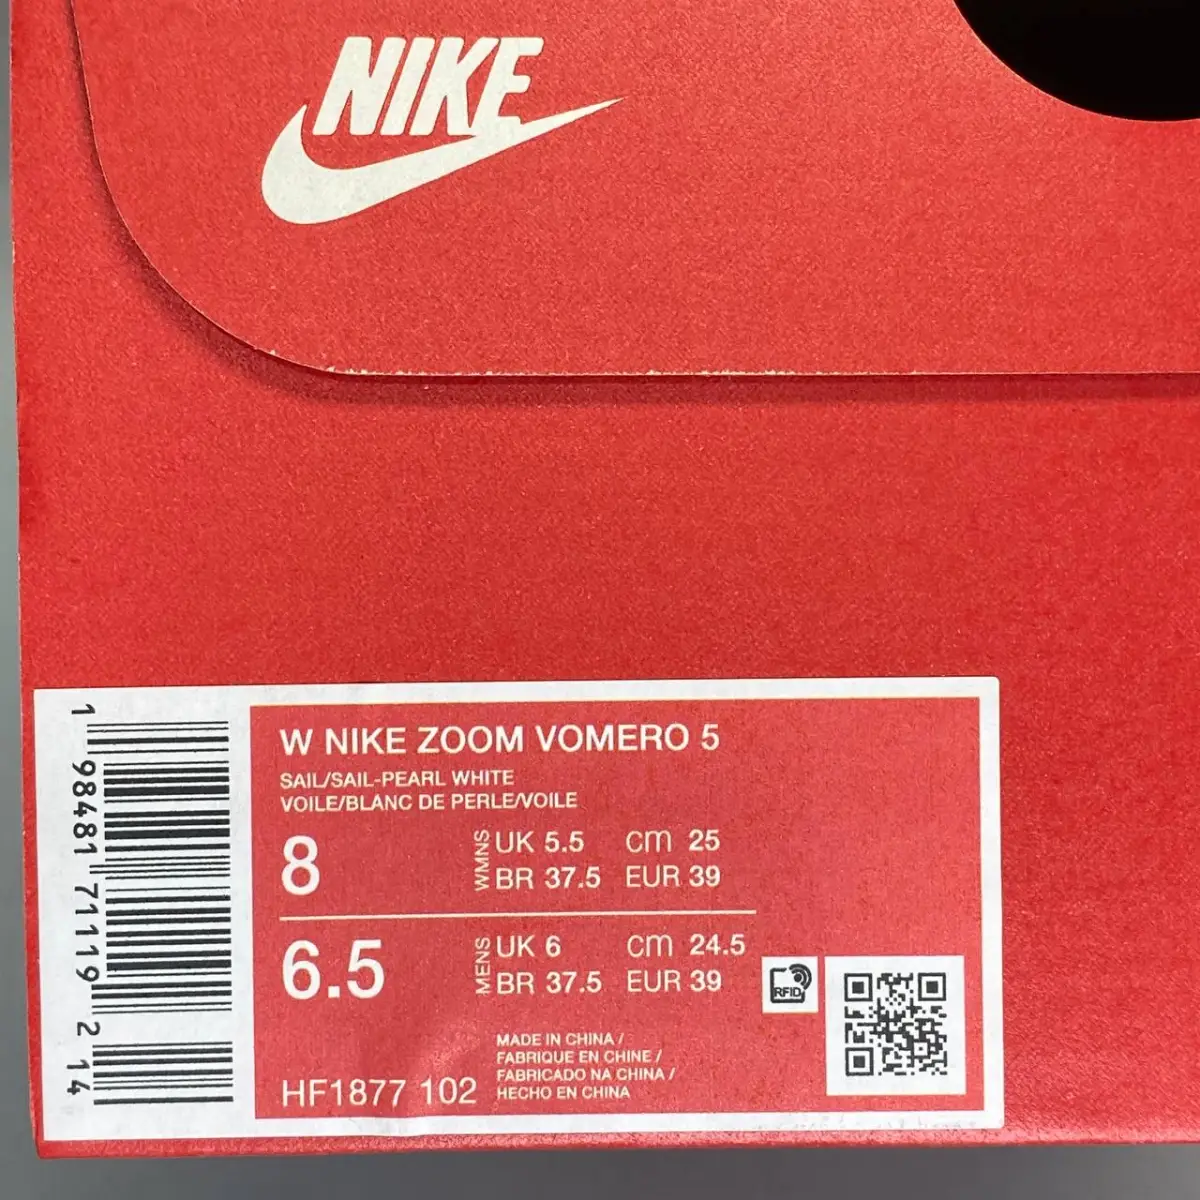 NIKE
W NIKE ZOOM VOMERO 5
SAIL/SAIL-PEARL WHITE
VOILE/BLANC DE PERLE/VOILE
8 WMNS UK 5.5 cm 25
BR 37.5 EUR 39
6.5 MENS UK 6 cm 24.5
BR 37.5 EUR 39
RFID
MADE IN CHINA /
FABRIQUE EN CHINE /
FABRICADO NA CHINA /
HECHO EN CHINA
HF1877 102
1 98481 71119 2 14